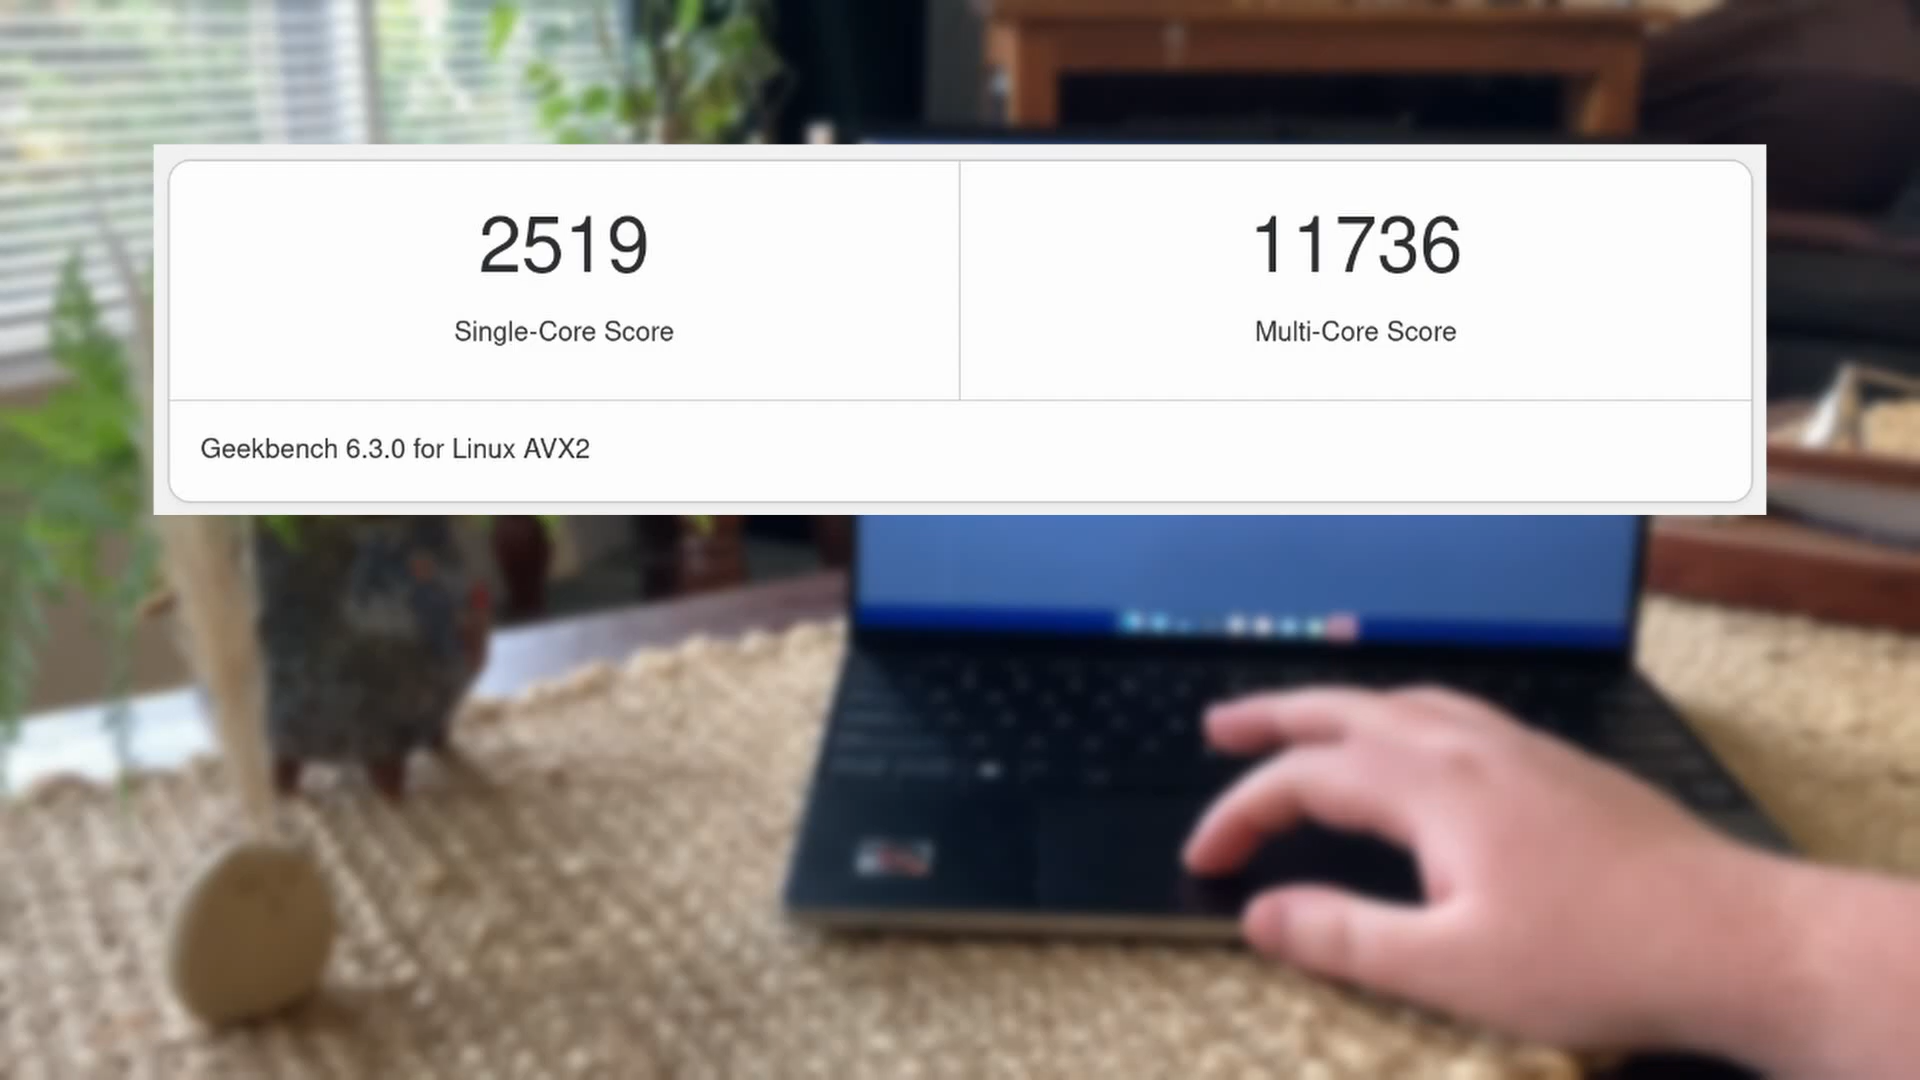 2519
11736
Single-Core Score
Multi-Core Score
Geekbench 6.3.0 for Linux AVX2